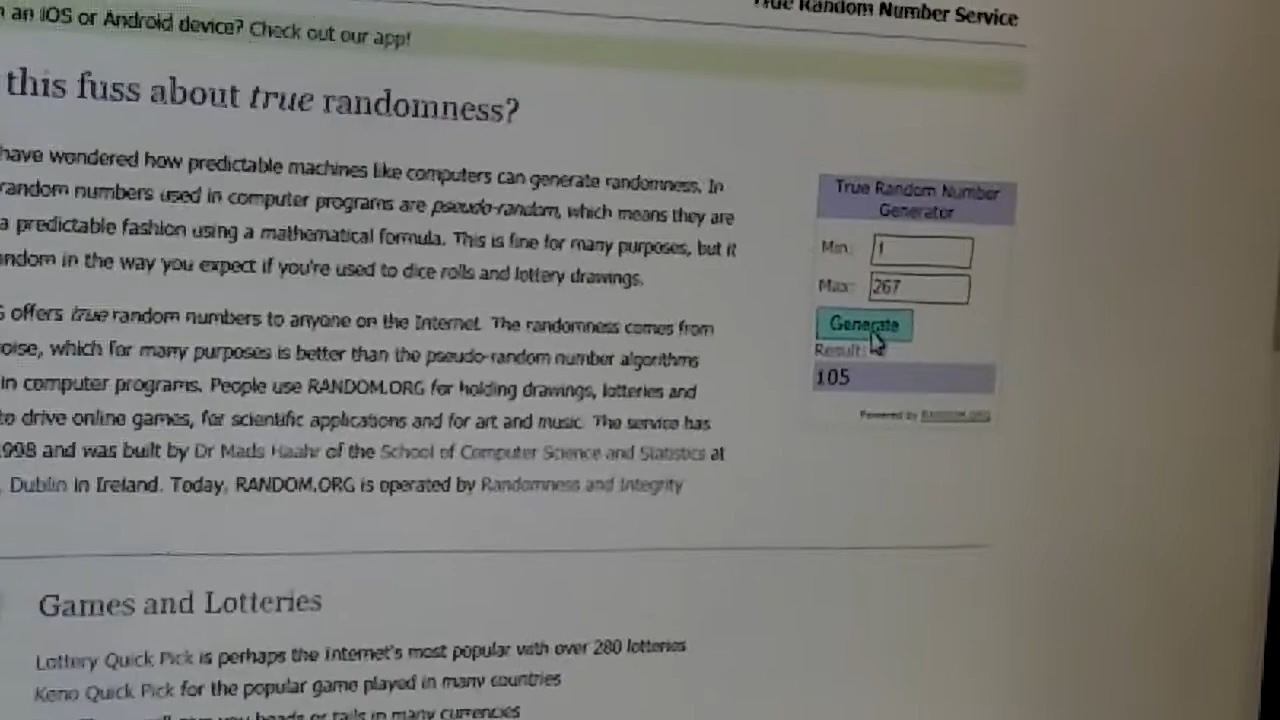 True Random Number Service
an iOS or Android device? Check out our app!
this fuss about true randomness?
have wondered how predictable machines like computers can generate randomness. In
random numbers used in computer programs are pseudo-random, which means they are
a predictable fashion using a mathematical formula. This is fine for many purposes, but it
andom in the way you expect if you're used to dice rolls and lottery drawings.
offers true random numbers to anyone on the Internet. The randomness comes from
oise, which for many purposes is better than the pseudo-random number algorithms
in computer programs. People use RANDOM.ORG for holding drawings, lotteries and
to drive online games, for scientific applications and for art and music. The service has
998 and was built by Dr Mads Haahr of the School of Computer Science and Statistics at
, Dublin in Ireland. Today, RANDOM.ORG is operated by Randomness and Integrity
True Random Number
Generator
Min: 1
Max: 267
Generate
Result:
105
Powered by RANDOM.ORG
Games and Lotteries
Lottery Quick Pick is perhaps the Internet's most popular with over 280 lotteries
Keno Quick Pick for the popular game played in many countries
heads or tails in many currencies